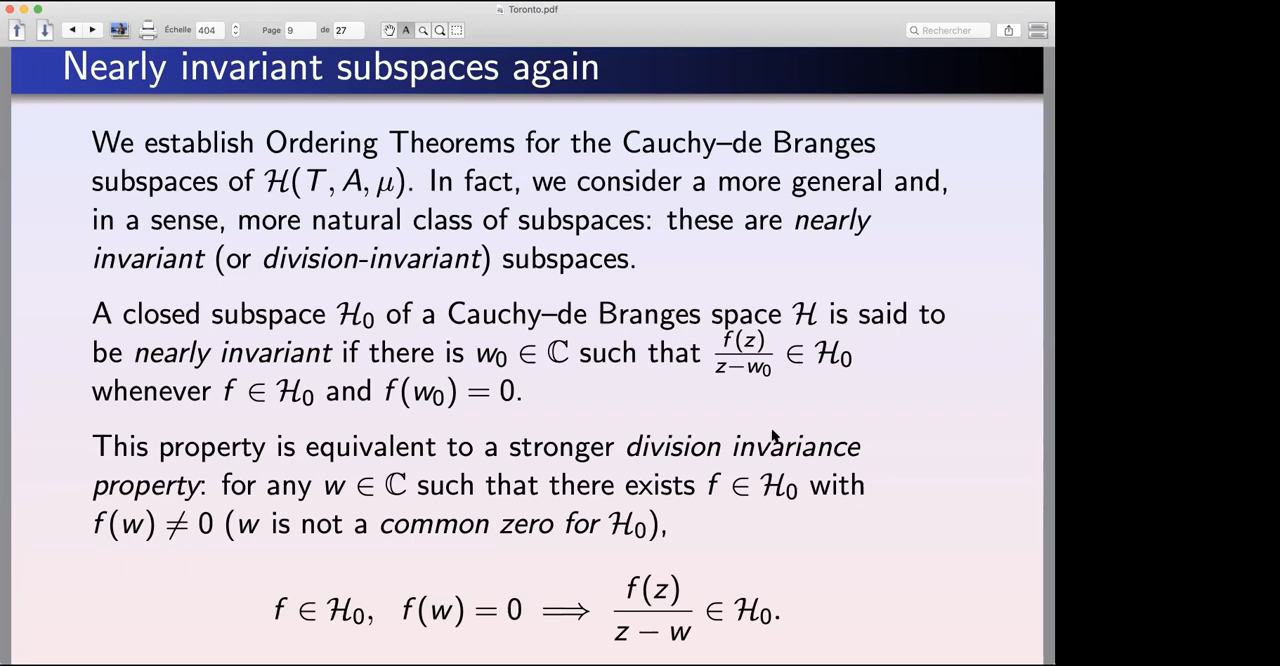 Toronto.pdf
Échelle 404 Page 9 de 27 Rechercher
Nearly invariant subspaces again
We establish Ordering Theorems for the Cauchy–de Branges
subspaces of ℋ(T, A, μ). In fact, we consider a more general and,
in a sense, more natural class of subspaces: these are nearly
invariant (or division-invariant) subspaces.
A closed subspace ℋ₀ of a Cauchy–de Branges space ℋ is said to
be nearly invariant if there is w₀ ∈ ℂ such that f(z)/(z−w₀) ∈ ℋ₀
whenever f ∈ ℋ₀ and f(w₀) = 0.
This property is equivalent to a stronger division invariance
property: for any w ∈ ℂ such that there exists f ∈ ℋ₀ with
f(w) ≠ 0 (w is not a common zero for ℋ₀),
f ∈ ℋ₀, f(w) = 0 ⟹ f(z)/(z − w) ∈ ℋ₀.